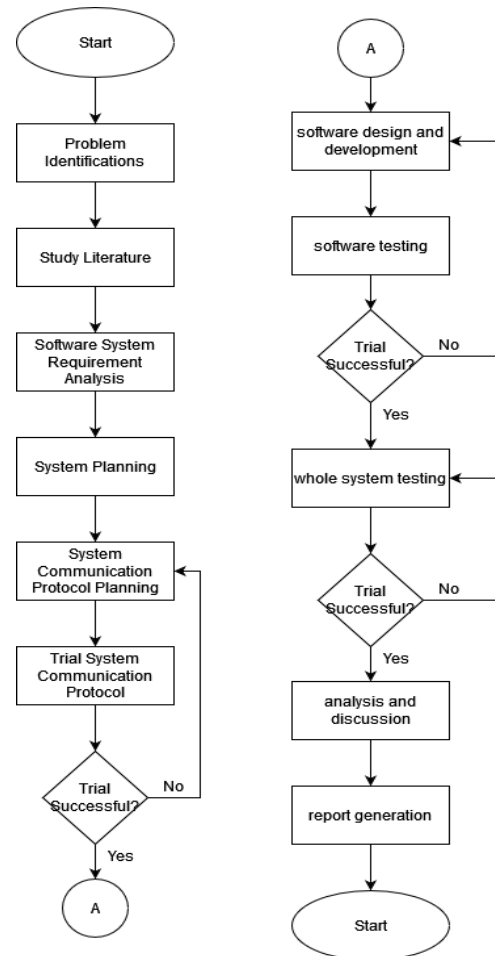 Start
Problem
Identifications
Study Literature
Software System
Requirement
Analysis
System Planning
System
Communication
Protocol Planning
Trial System
Communication
Protocol
Trial
Successful?
No
Yes
A
A
software design and
development
software testing
Trial
Successful?
No
Yes
whole system testing
Trial
Successful?
No
Yes
analysis and
discussion
report generation
Start